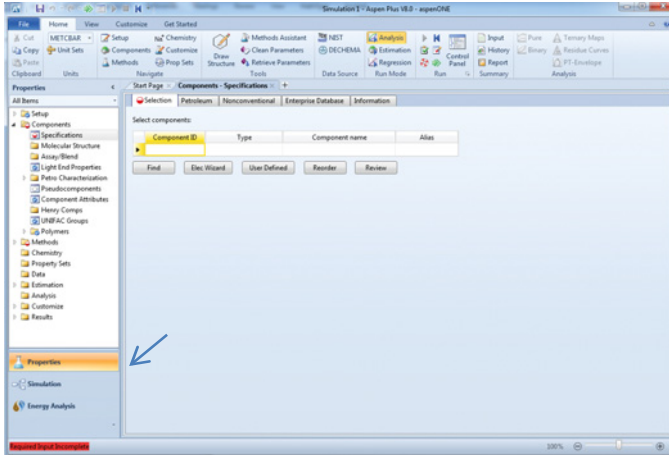 Simulation 1 - Aspen Plus V8.0 - aspenONE
File Home View Customize Get Started
Cut METCBAR Setup Chemistry Methods Assistant NIST Analysis Input Pure Ternary Maps
Copy Unit Sets Components Customize Clean Parameters DECHEMA Estimation History Binary Residue Curves
Paste Methods Prop Sets Draw Structure Retrieve Parameters Regression Control Panel Report PT-Envelope
Clipboard Units Navigate Tools Data Source Run Mode Run Summary Analysis
Properties Start Page Components - Specifications +
All Items Selection Petroleum Nonconventional Enterprise Database Information
Setup
Components
Specifications
Molecular Structure
Assay/Blend
Light End Properties
Petro Characterization
Pseudocomponents
Component Attributes
Henry Comps
UNIFAC Groups
Polymers
Methods
Chemistry
Property Sets
Data
Estimation
Analysis
Customize
Results
Select components:
Component ID Type Component name Alias
Find Elec Wizard User Defined Reorder Review
Properties
Simulation
Energy Analysis
Required Input Incomplete 100%